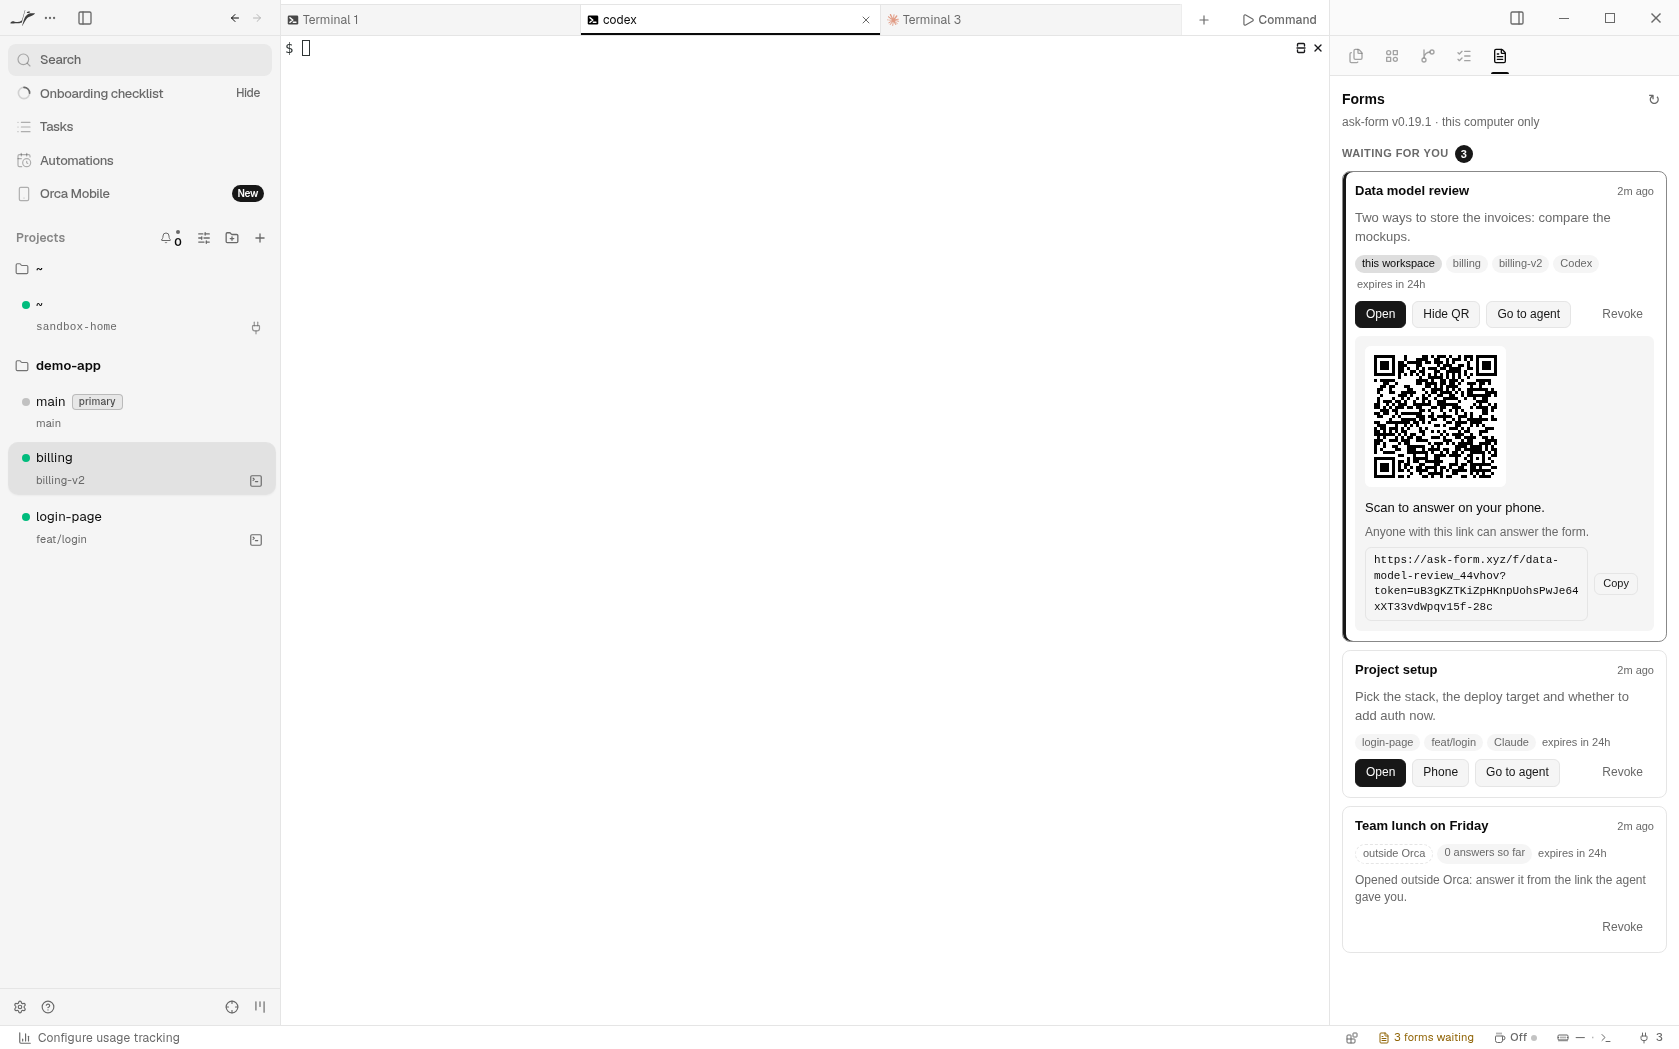 Terminal 1
codex
Terminal 3
Command
Search
Onboarding checklist
Hide
Tasks
Automations
Orca Mobile
New
Projects
0
~
~
sandbox-home
demo-app
main
primary
main
billing
billing-v2
login-page
feat/login
$
Forms
ask-form v0.19.1 · this computer only
WAITING FOR YOU 3
Data model review
2m ago
Two ways to store the invoices: compare the
mockups.
this workspace
billing
billing-v2
Codex
expires in 24h
Open
Hide QR
Go to agent
Revoke
Scan to answer on your phone.
Anyone with this link can answer the form.
https://ask-form.xyz/f/data-
model-review_44vhov?
token=uB3gKZTKiZpHKnpUohsPwJe64
xXT33vdWpqv15f-28c
Copy
Project setup
2m ago
Pick the stack, the deploy target and whether to
add auth now.
login-page
feat/login
Claude
expires in 24h
Open
Phone
Go to agent
Revoke
Team lunch on Friday
2m ago
outside Orca
0 answers so far
expires in 24h
Opened outside Orca: answer it from the link the agent
gave you.
Revoke
Configure usage tracking
3 forms waiting
Off
— ·
3